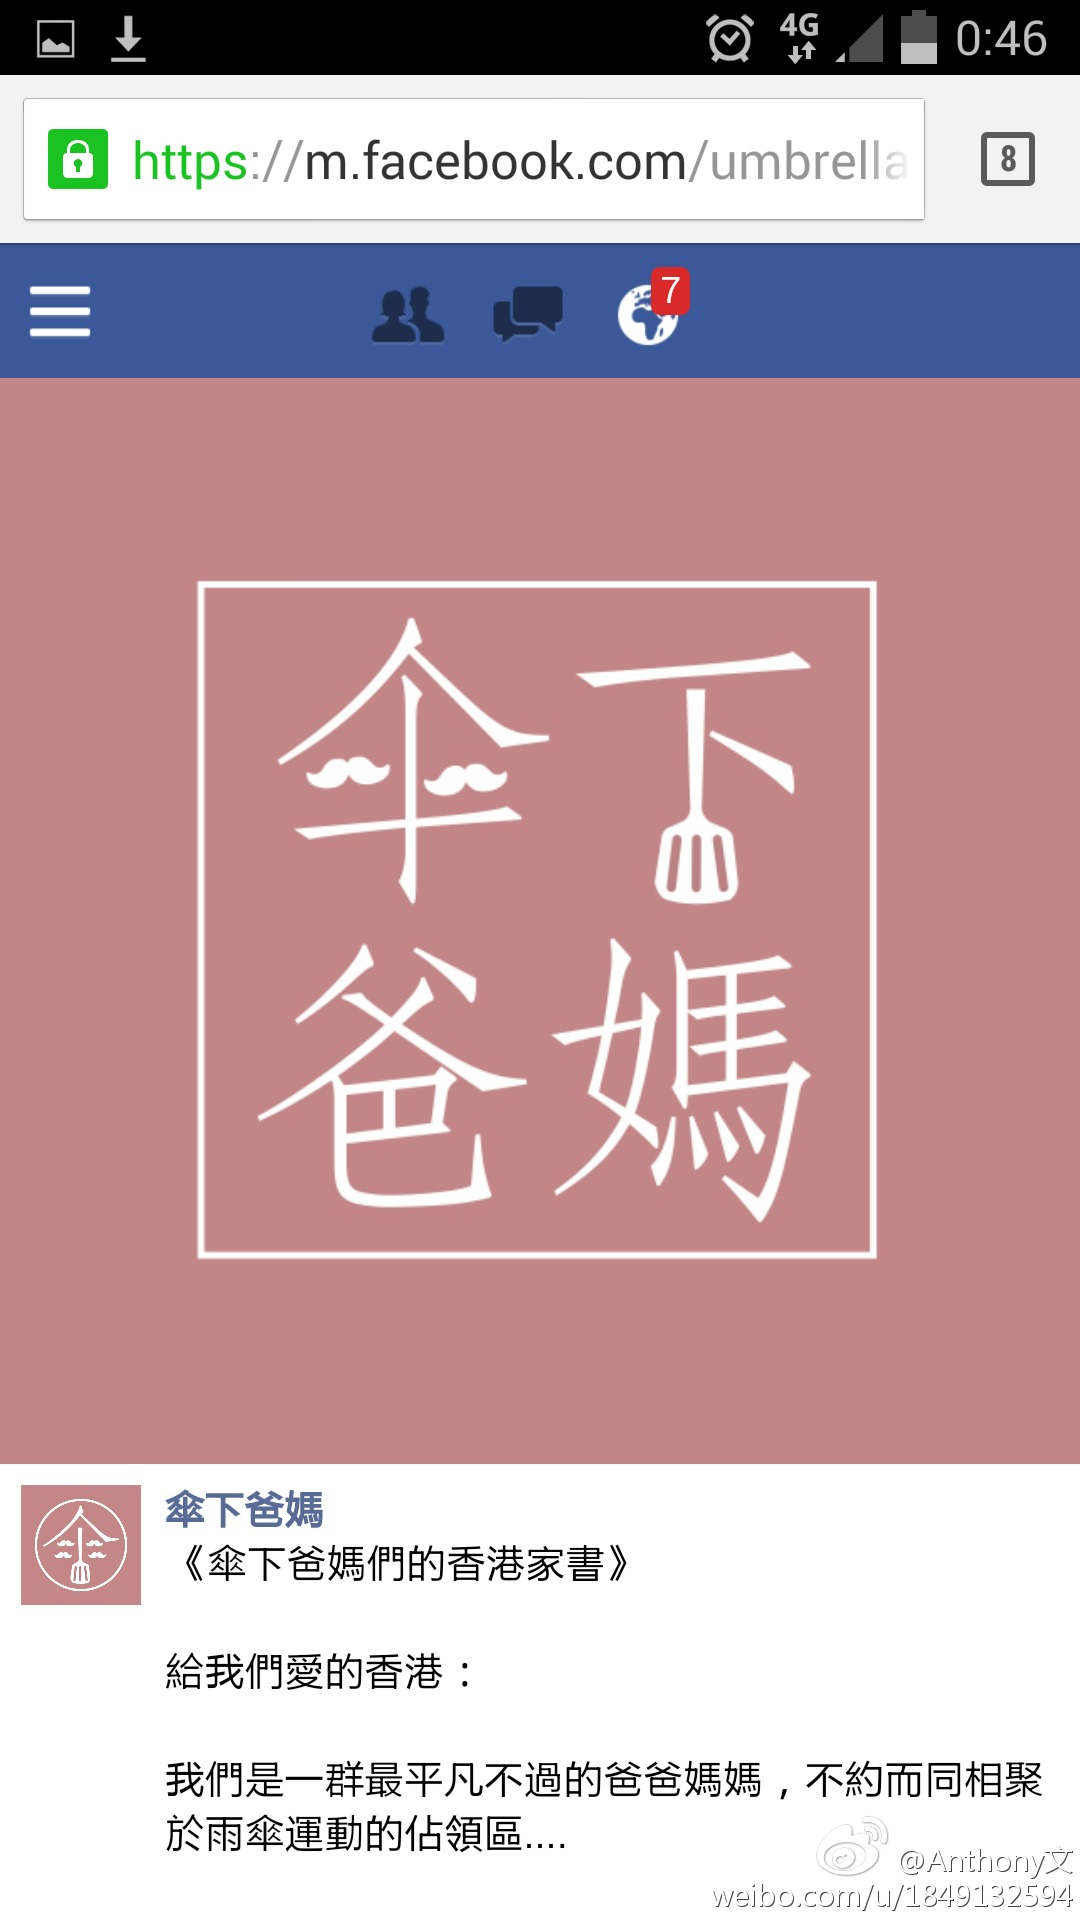 4G
0:46
https://m.facebook.com/umbrella
8
7
傘下
爸媽
傘
傘下爸媽
《傘下爸媽們的香港家書》
給我們愛的香港：
我們是一群最平凡不過的爸爸媽媽，不約而同相聚
於雨傘運動的佔領區....
@Anthony文
weibo.com/u/1849132594